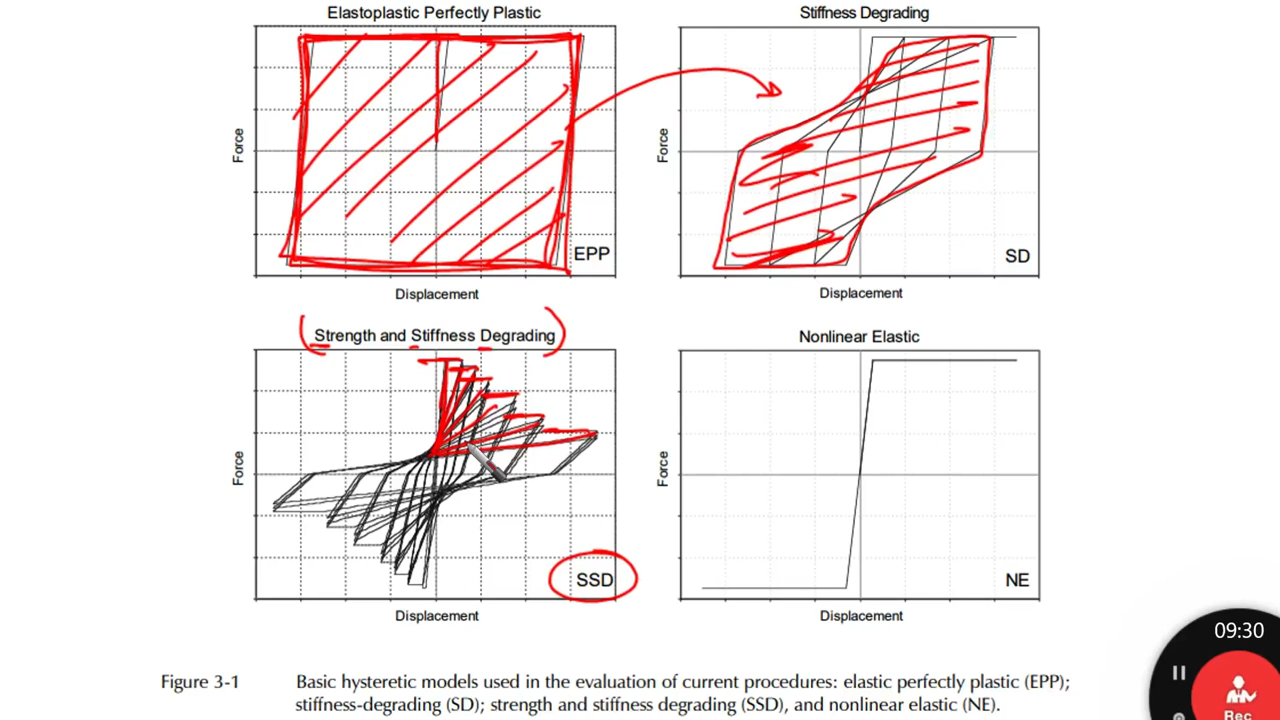 Elastoplastic Perfectly Plastic
Stiffness Degrading
Force
EPP
Displacement
Force
SD
Displacement
Strength and Stiffness Degrading
Nonlinear Elastic
Force
SSD
Displacement
Force
NE
Displacement
09:30
Rec
Figure 3-1 Basic hysteretic models used in the evaluation of current procedures: elastic perfectly plastic (EPP);
stiffness-degrading (SD); strength and stiffness degrading (SSD), and nonlinear elastic (NE).